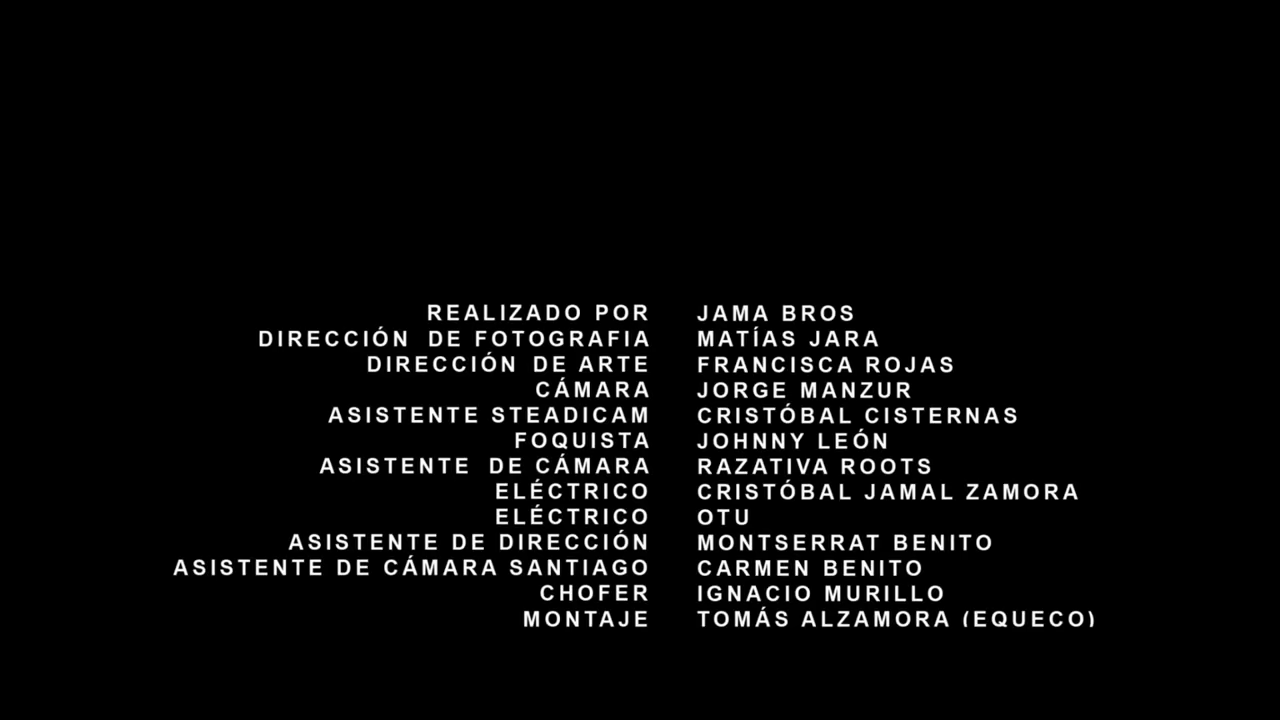 REALIZADO POR JAMA BROS
DIRECCIÓN DE FOTOGRAFIA MATÍAS JARA
DIRECCIÓN DE ARTE FRANCISCA ROJAS
CÁMARA JORGE MANZUR
ASISTENTE STEADICAM CRISTÓBAL CISTERNAS
FOQUISTA JOHNNY LEÓN
ASISTENTE DE CÁMARA RAZATIVA ROOTS
ELÉCTRICO CRISTÓBAL JAMAL ZAMORA
ELÉCTRICO OTU
ASISTENTE DE DIRECCIÓN MONTSERRAT BENITO
ASISTENTE DE CÁMARA SANTIAGO CARMEN BENITO
CHOFER IGNACIO MURILLO
MONTAJE TOMÁS ALZAMORA (EQUECO)